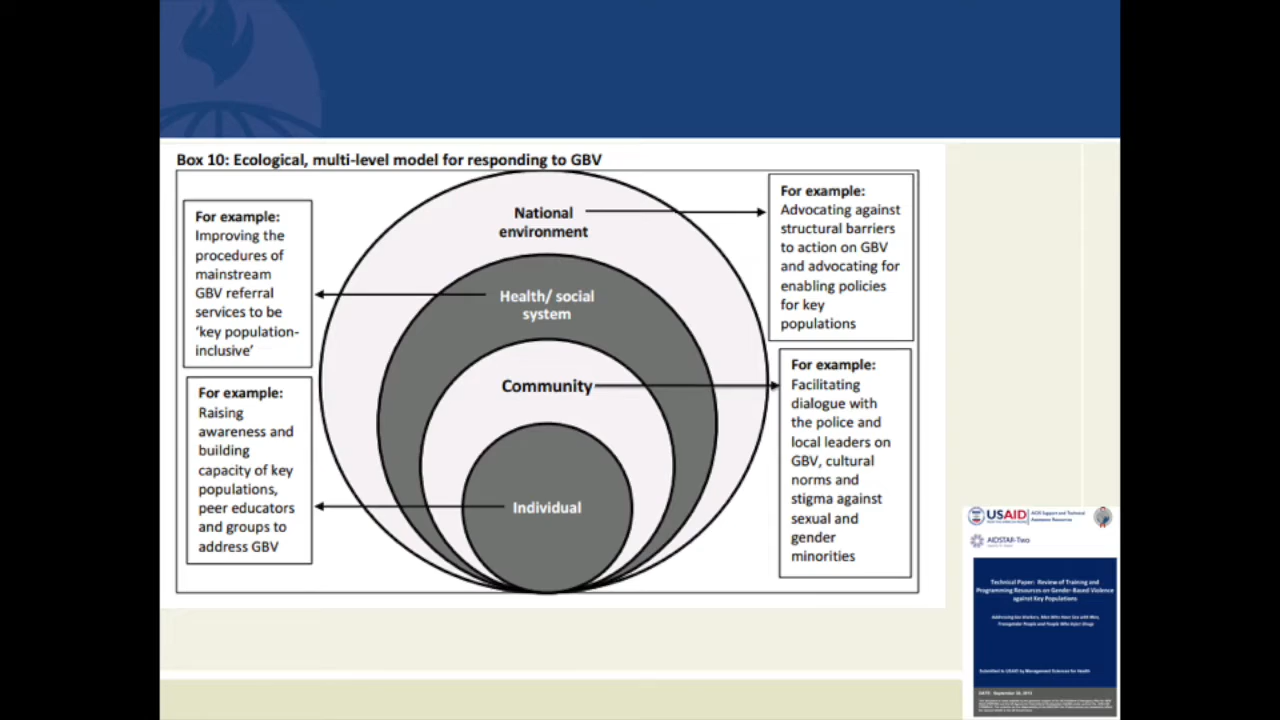 Box 10: Ecological, multi-level model for responding to GBV
For example:
Improving the
procedures of
mainstream
GBV referral
services to be
‘key population-
inclusive’
For example:
Raising
awareness and
building
capacity of key
populations,
peer educators
and groups to
address GBV
National
environment
Health/ social
system
Community
Individual
For example:
Advocating against
structural barriers
to action on GBV
and advocating for
enabling policies
for key
populations
For example:
Facilitating
dialogue with
the police and
local leaders on
GBV, cultural
norms and
stigma against
sexual and
gender
minorities
USAID
AIDS Support and Technical
Assistance Resources
AIDSTAR-Two
Technical Paper: Review of Training and
Programming Resources on Gender-Based Violence
against Key Populations
Addressing Sex Workers, Men Who Have Sex with Men,
Transgender People and People Who Inject Drugs
Submitted to USAID by Management Sciences for Health